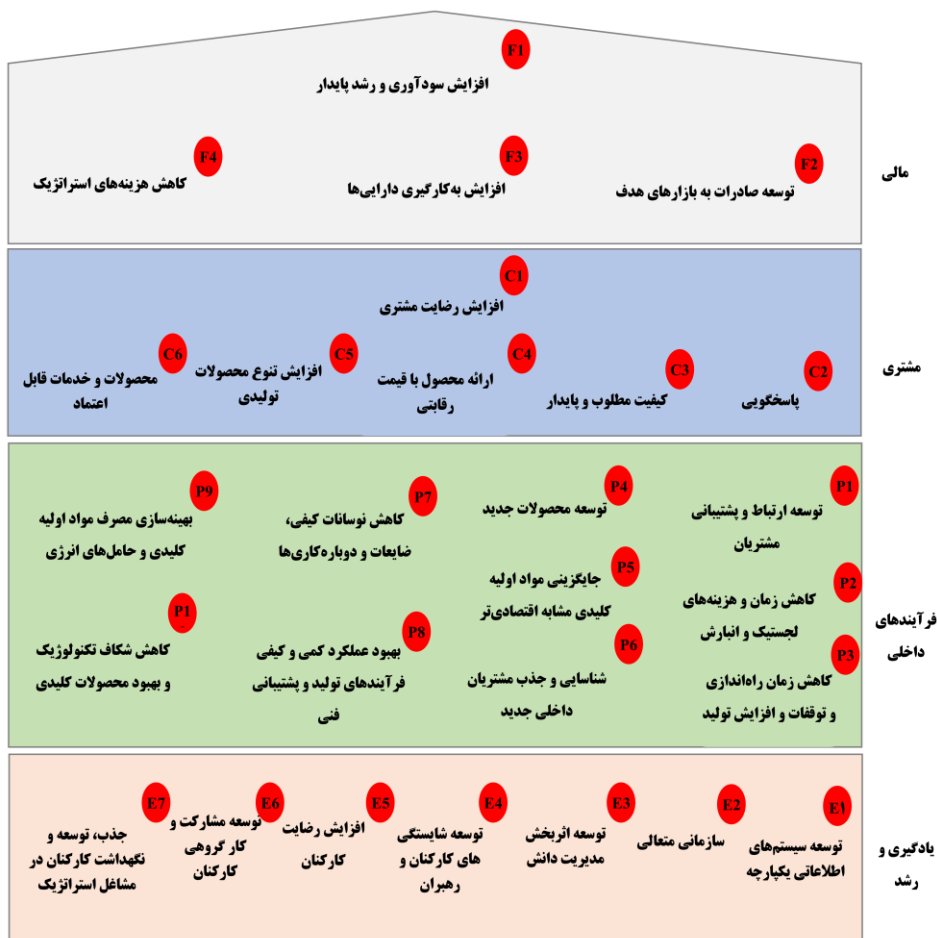 F1
افزایش سودآوری و رشد پایدار
مالی
F2
توسعه صادرات به بازارهای هدف
F3
افزایش به‌کارگیری دارایی‌ها
F4
کاهش هزینه‌های استراتژیک
مشتری
C1
افزایش رضایت مشتری
C2
پاسخگویی
C3
کیفیت مطلوب و پایدار
C4
ارائه محصول با قیمت
رقابتی
C5
افزایش تنوع محصولات
تولیدی
C6
محصولات و خدمات قابل
اعتماد
فرآیندهای
داخلی
P1
توسعه ارتباط و پشتیبانی
مشتریان
P2
کاهش زمان و هزینه‌های
لجستیک و انبارش
P3
کاهش زمان راه‌اندازی
و توقفات و افزایش تولید
P4
توسعه محصولات جدید
P5
جایگزینی مواد اولیه
کلیدی مشابه اقتصادی‌تر
P6
شناسایی و جذب مشتریان
داخلی جدید
P7
کاهش نوسانات کیفی،
ضایعات و دوباره‌کاری‌ها
P8
بهبود عملکرد کمی و کیفی
فرآیندهای تولید و پشتیبانی
فنی
P9
بهینه‌سازی مصرف مواد اولیه
کلیدی و حامل‌های انرژی
P1
کاهش شکاف تکنولوژیک
و بهبود محصولات کلیدی
یادگیری و
رشد
E۱
توسعه سیستم‌های
اطلاعاتی یکپارچه
E2
سازمانی متعالی
E3
توسعه اثربخش
مدیریت دانش
E4
توسعه شایستگی
های کارکنان و
رهبران
E5
افزایش رضایت
کارکنان
E6
توسعه مشارکت و
کار گروهی
کارکنان
E7
جذب، توسعه و
نگهداشت کارکنان در
مشاغل استراتژیک